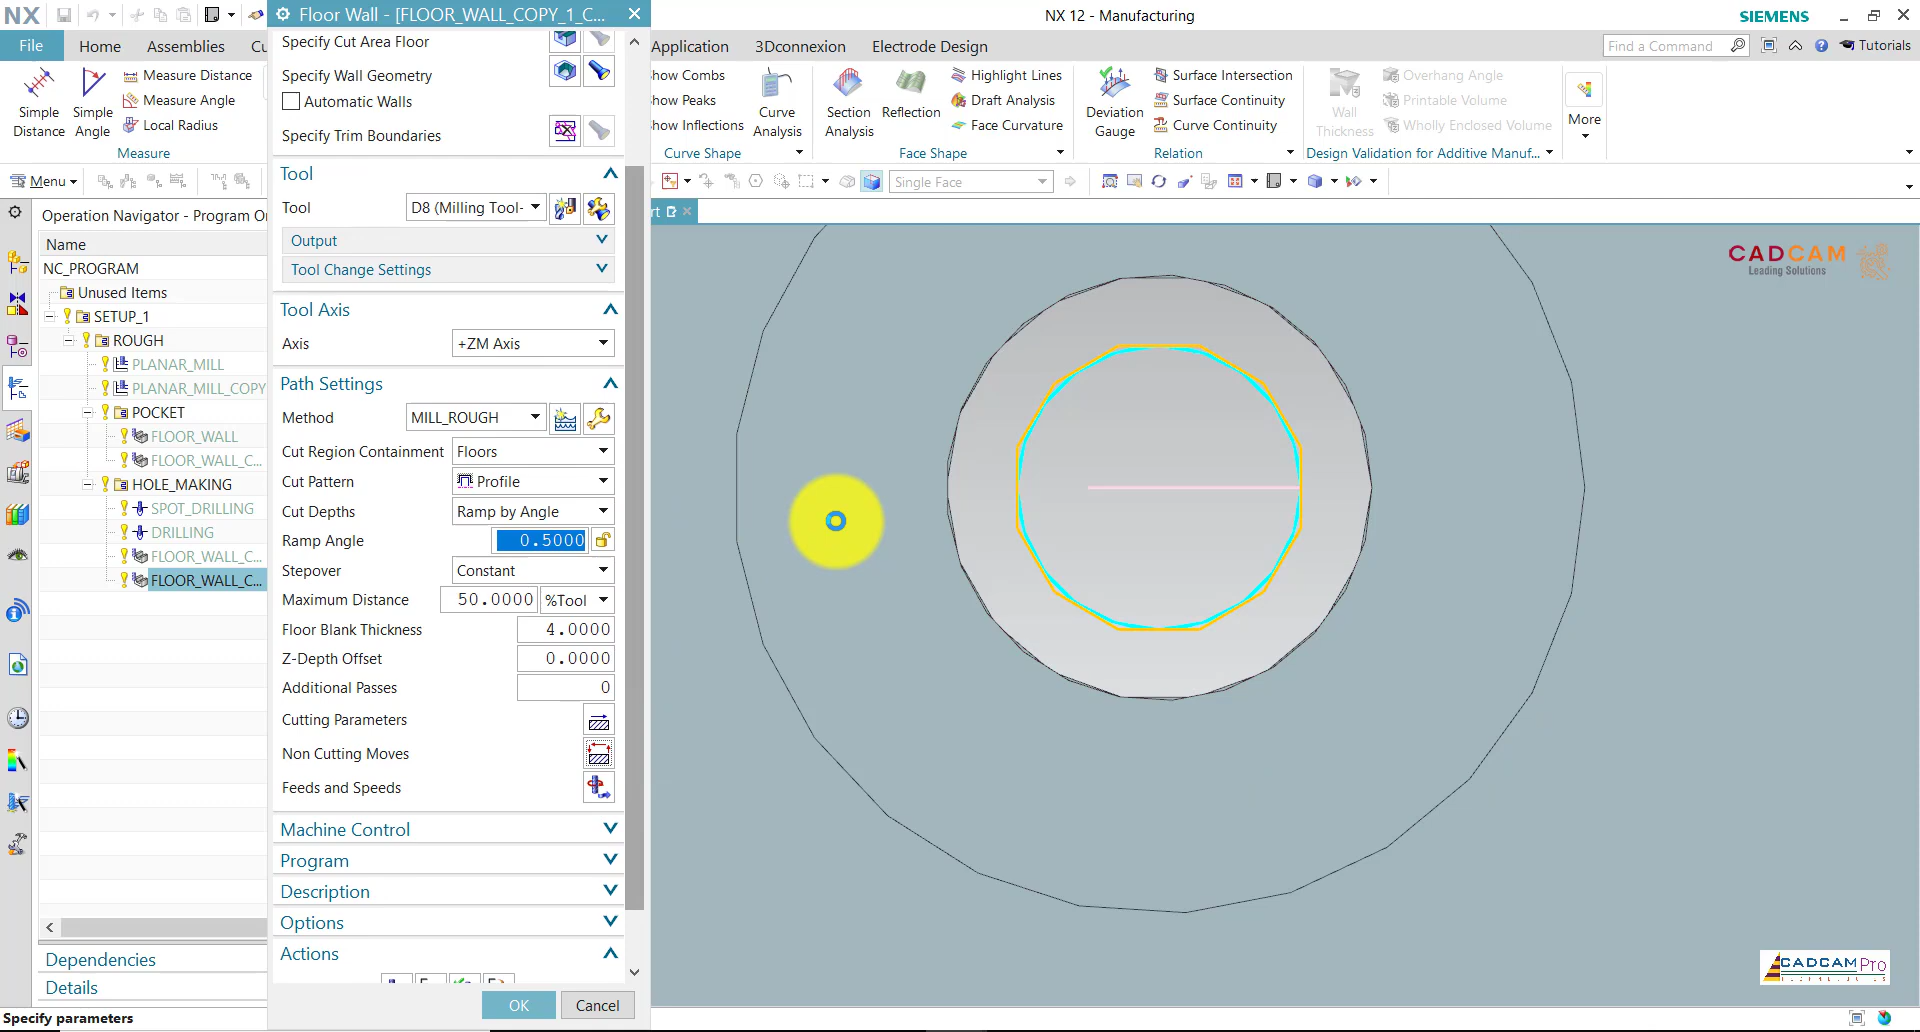 NX
Floor Wall - [FLOOR_WALL_COPY_1_C...
NX 12 - Manufacturing
SIEMENS
File
Home
Assemblies
Cu
Application
3Dconnexion
Electrode Design
Find a Command
Tutorials
Simple Distance
Simple Angle
Measure Distance
Measure Angle
Local Radius
Measure
how Combs
how Peaks
how Inflections
Curve Analysis
Curve Shape
Section Analysis
Reflection
Highlight Lines
Draft Analysis
Face Curvature
Face Shape
Deviation Gauge
Surface Intersection
Surface Continuity
Curve Continuity
Relation
Wall Thickness
Overhang Angle
Printable Volume
Wholly Enclosed Volume
Design Validation for Additive Manuf...
More
Menu
Single Face
rt
Operation Navigator - Program Or
Name
NC_PROGRAM
Unused Items
SETUP_1
ROUGH
PLANAR_MILL
PLANAR_MILL_COPY
POCKET
FLOOR_WALL
FLOOR_WALL_C...
HOLE_MAKING
SPOT_DRILLING
DRILLING
FLOOR_WALL_C...
FLOOR_WALL_C...
Dependencies
Details
Specify Cut Area Floor
Specify Wall Geometry
Automatic Walls
Specify Trim Boundaries
Tool
Tool D8 (Milling Tool-
Output
Tool Change Settings
Tool Axis
Axis +ZM Axis
Path Settings
Method MILL_ROUGH
Cut Region Containment Floors
Cut Pattern Profile
Cut Depths Ramp by Angle
Ramp Angle 0.5000
Stepover Constant
Maximum Distance 50.0000 %Tool
Floor Blank Thickness 4.0000
Z-Depth Offset 0.0000
Additional Passes 0
Cutting Parameters
Non Cutting Moves
Feeds and Speeds
Machine Control
Program
Description
Options
Actions
OK
Cancel
CADCAM
Leading Solutions
CADCAM Pro
Specify parameters